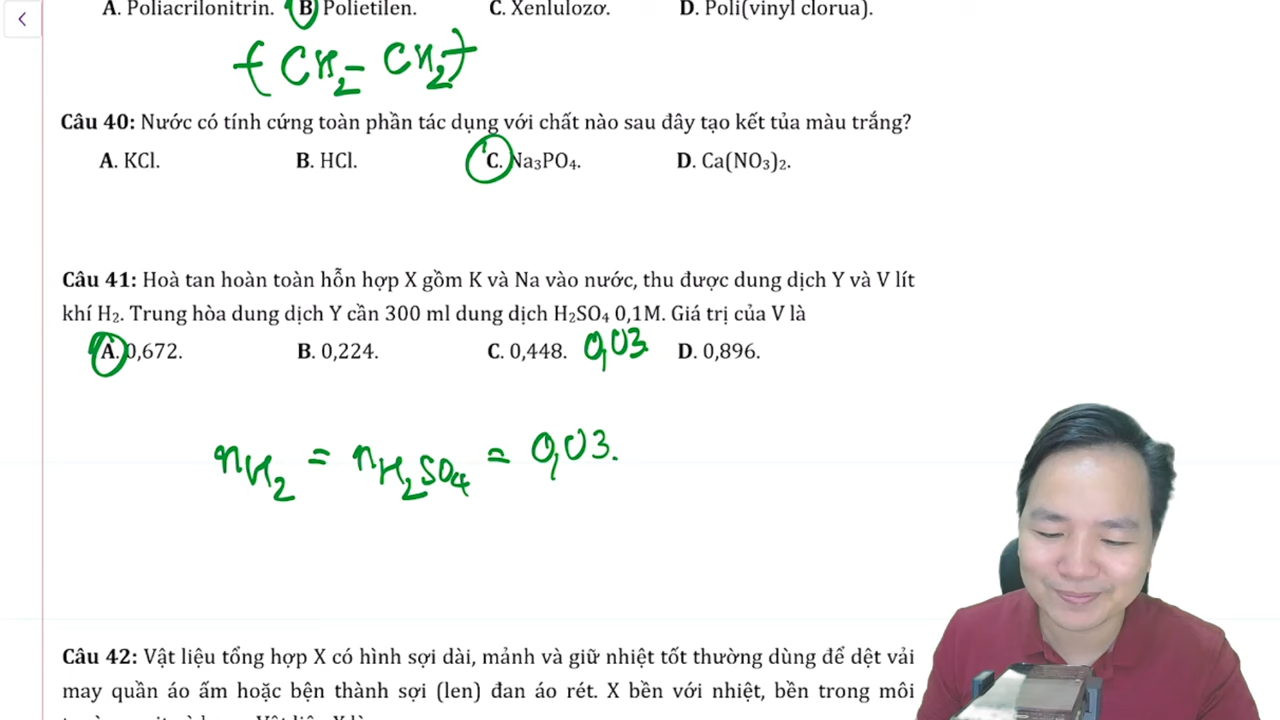 A. Poliacrilonitrin. B. Polietilen. C. Xenlulozơ. D. Poli(vinyl clorua).
(CH2 - CH2)
Câu 40: Nước có tính cứng toàn phần tác dụng với chất nào sau đây tạo kết tủa màu trắng?
A. KCl. B. HCl. C. Na3PO4. D. Ca(NO3)2.
Câu 41: Hoà tan hoàn toàn hỗn hợp X gồm K và Na vào nước, thu được dung dịch Y và V lít
khí H2. Trung hòa dung dịch Y cần 300 ml dung dịch H2SO4 0,1M. Giá trị của V là
A. 0,672. B. 0,224. C. 0,448. 0,03 D. 0,896.
nH2 = nH2SO4 = 0,03.
Câu 42: Vật liệu tổng hợp X có hình sợi dài, mảnh và giữ nhiệt tốt thường dùng để dệt vải
may quần áo ấm hoặc bện thành sợi (len) đan áo rét. X bền với nhiệt, bền trong môi